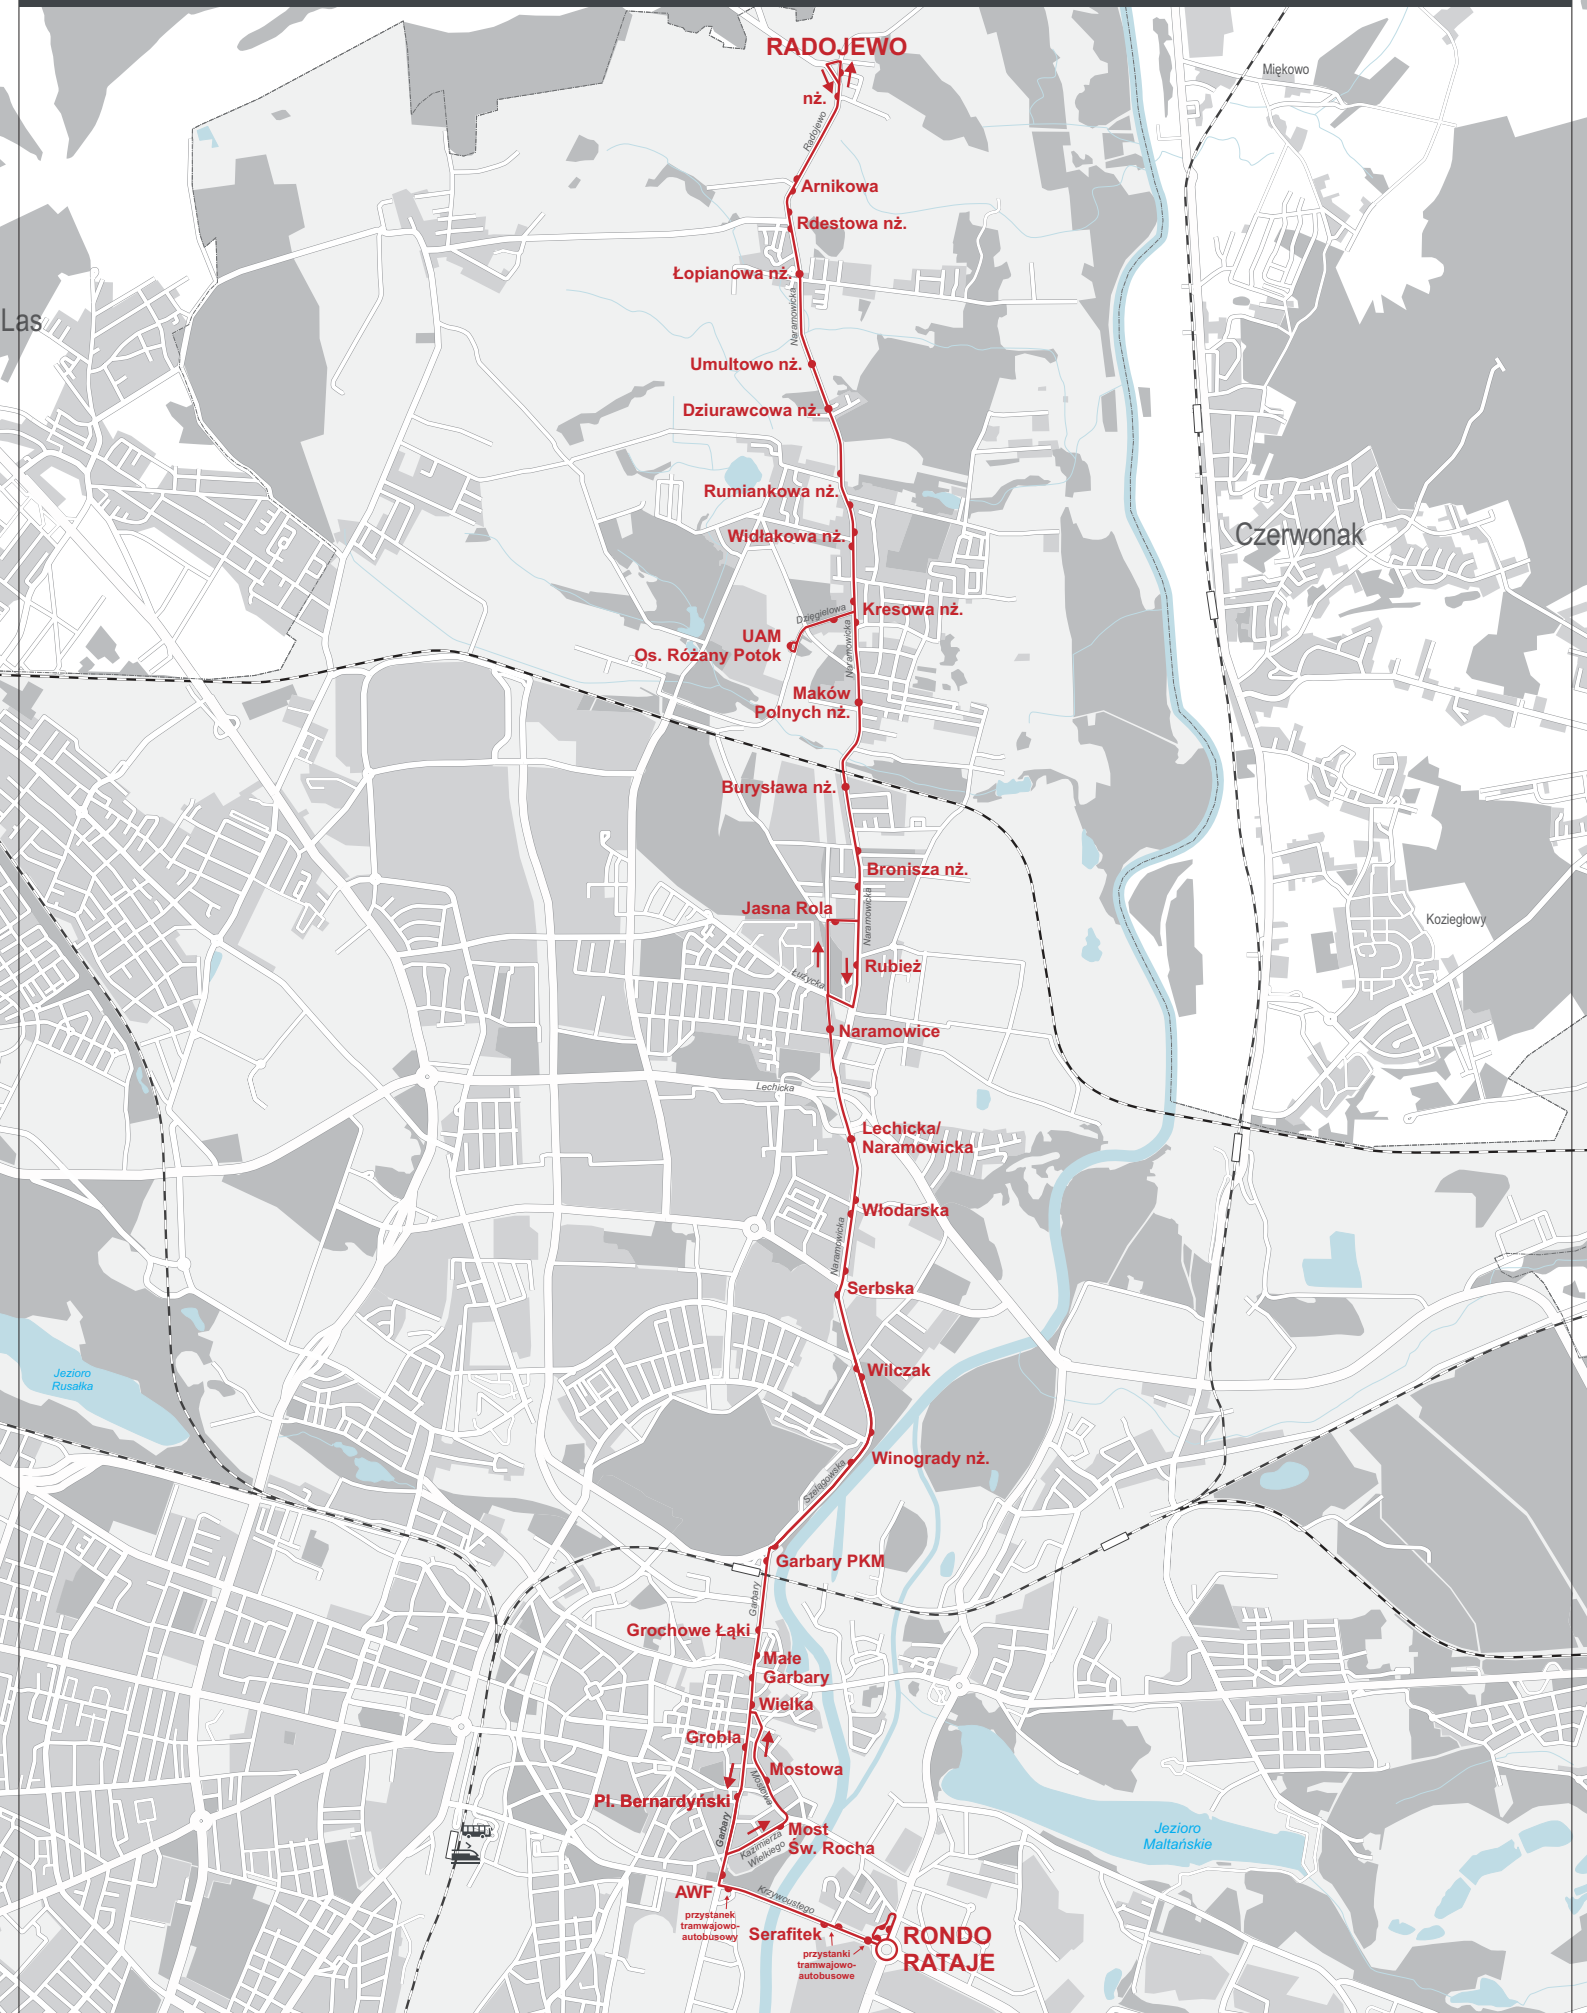 RADOJEWO
Miękowo
nż.
Radojewo
Arnikowa
Rdestowa nż.
Łopianowa nż.
Naramowicka
Las
Umultowo nż.
Dziurawcowa nż.
Rumiankowa nż.
Widłakowa nż.
Czerwonak
Dzięgielowa
Kresowa nż.
Naramowicka
UAM
Os. Różany Potok
Maków
Polnych nż.
Burysława nż.
Bronisza nż.
Jasna Rola
Naramowicka
Koziegłowy
Rubież
Łużycka
Naramowice
Lechicka
Lechicka/
Naramowicka
Włodarska
Naramowicka
Serbska
Jezioro
Rusałka
Wilczak
Winogrady nż.
Szelągowska
Garbary PKM
Garbary
Grochowe Łąki
Małe
Garbary
Wielka
Grobla
Mostowa
Mostowa
Pl. Bernardyński
Garbary
Most
Św. Rocha
Kazimierza
Wielkiego
Jezioro
Maltańskie
AWF
Krzywoustego
przystanek
tramwajowo-
autobusowy
Serafitek
przystanki
tramwajowo-
autobusowe
RONDO
RATAJE